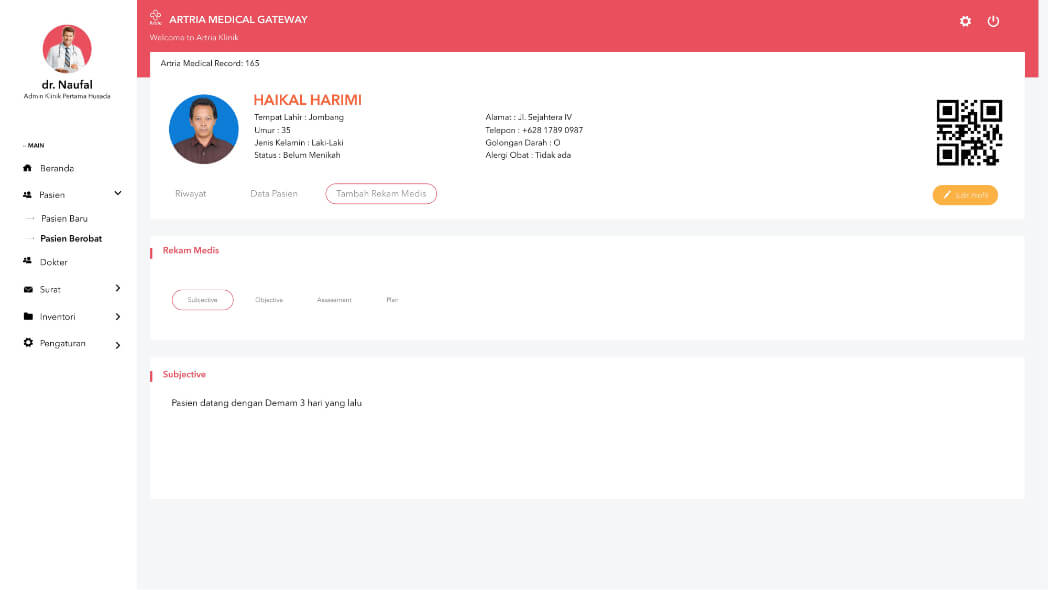 ARTRIA MEDICAL GATEWAY
Welcome to Artria Klinik
dr. Naufal
Admin Klinik Pertama Husada
Artria Medical Record: 165
HAIKAL HARIMI
Tempat Lahir : Jombang
Umur : 35
Jenis Kelamin : Laki-Laki
Status : Belum Menikah
Alamat : Jl. Sejahtera IV
Telepon : +628 1789 0987
Golongan Darah : O
Alergi Obat : Tidak ada
Riwayat
Data Pasien
Tambah Rekam Medis
Edit
- MAIN
Beranda
Pasien
Pasien Baru
Pasien Berobat
Dokter
Surat
Inventori
Pengaturan
Rekam Medis
Subjective
Objective
Assessment
Plan
Subjective
Pasien datang dengan Demam 3 hari yang lalu